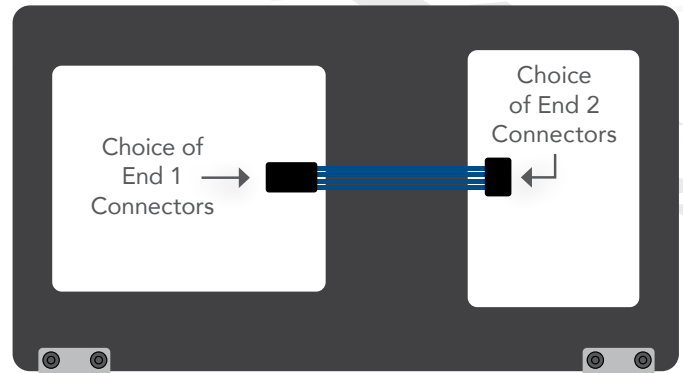 Choice of
End 1
Connectors
Choice
of End 2
Connectors